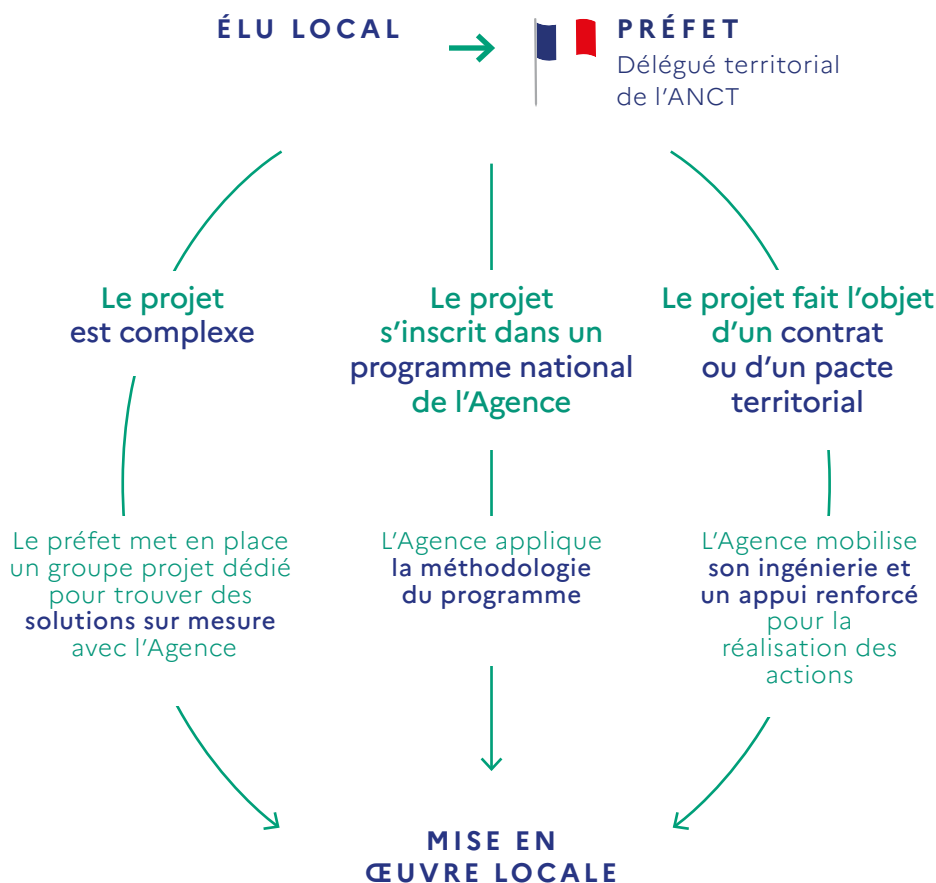 ÉLU LOCAL
PRÉFET
Délégué territorial
de l'ANCT
Le projet
est complexe
Le préfet met en place
un groupe projet dédié
pour trouver des
solutions sur mesure
avec l'Agence
Le projet
s'inscrit dans un
programme national
de l'Agence
L'Agence applique
la méthodologie
du programme
Le projet fait l'objet
d'un contrat
ou d'un pacte
territorial
L'Agence mobilise
son ingénierie et
un appui renforcé
pour la
réalisation des
actions
MISE EN
ŒUVRE LOCALE